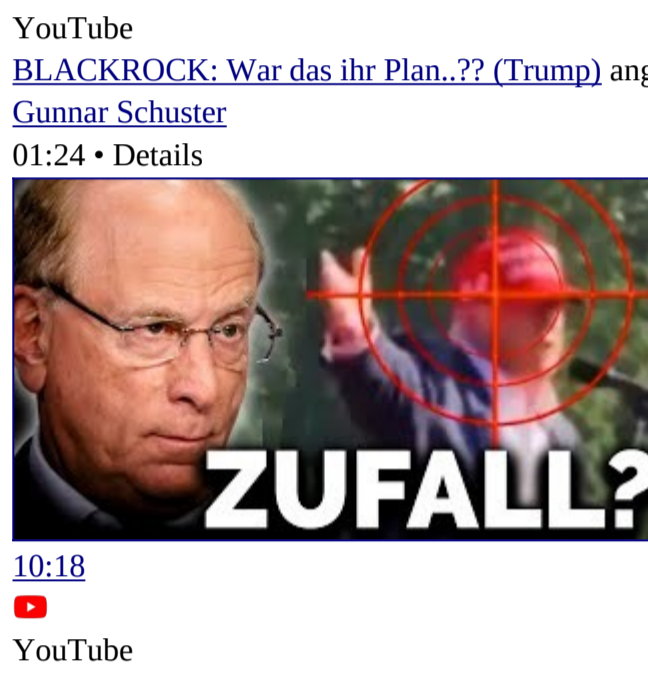 YouTube
BLACKROCK: War das ihr Plan..?? (Trump) ang
Gunnar Schuster
01:24 • Details
ZUFALL?
10:18
YouTube